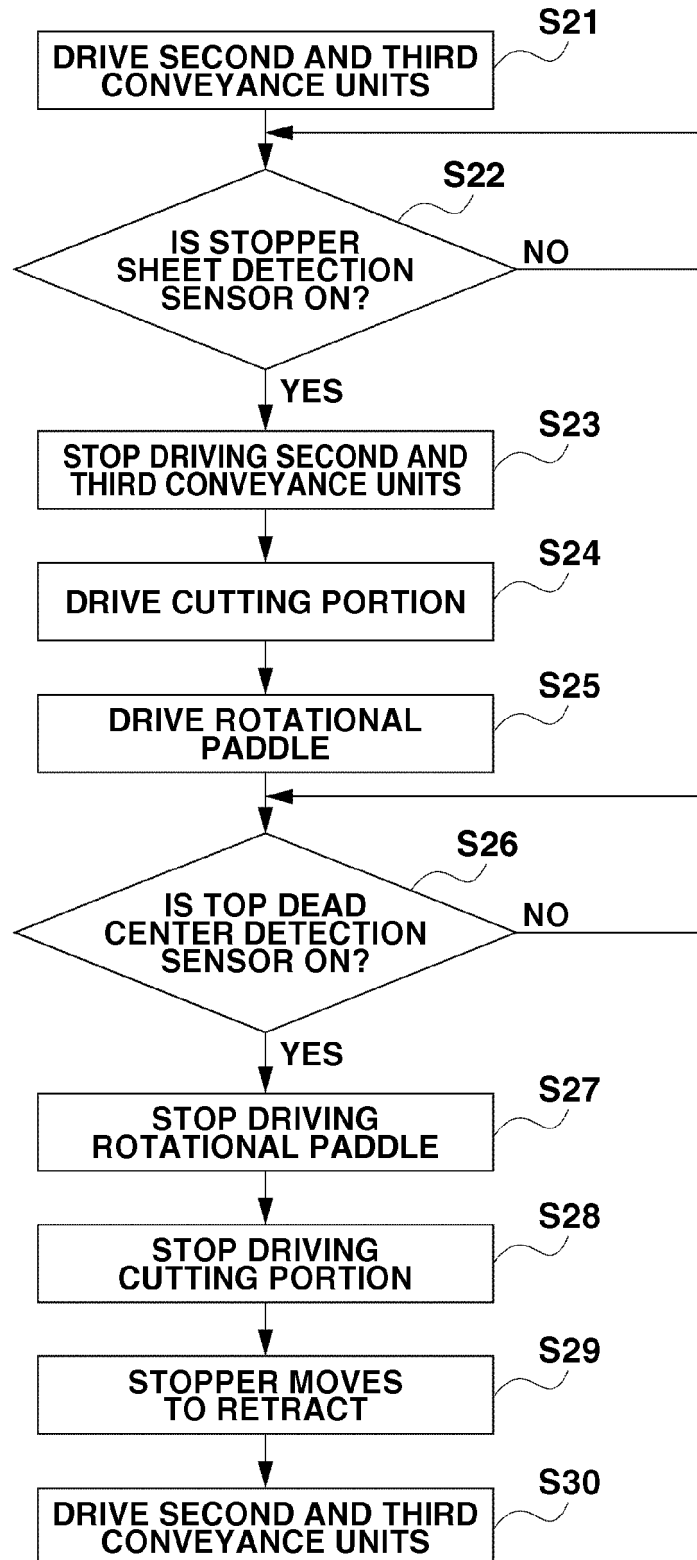 S21
DRIVE SECOND AND THIRD
CONVEYANCE UNITS
S22
IS STOPPER
SHEET DETECTION
SENSOR ON?
NO
YES
S23
STOP DRIVING SECOND AND
THIRD CONVEYANCE UNITS
S24
DRIVE CUTTING PORTION
S25
DRIVE ROTATIONAL
PADDLE
S26
IS TOP DEAD
CENTER DETECTION
SENSOR ON?
NO
YES
S27
STOP DRIVING
ROTATIONAL PADDLE
S28
STOP DRIVING
CUTTING PORTION
S29
STOPPER MOVES
TO RETRACT
S30
DRIVE SECOND AND THIRD
CONVEYANCE UNITS